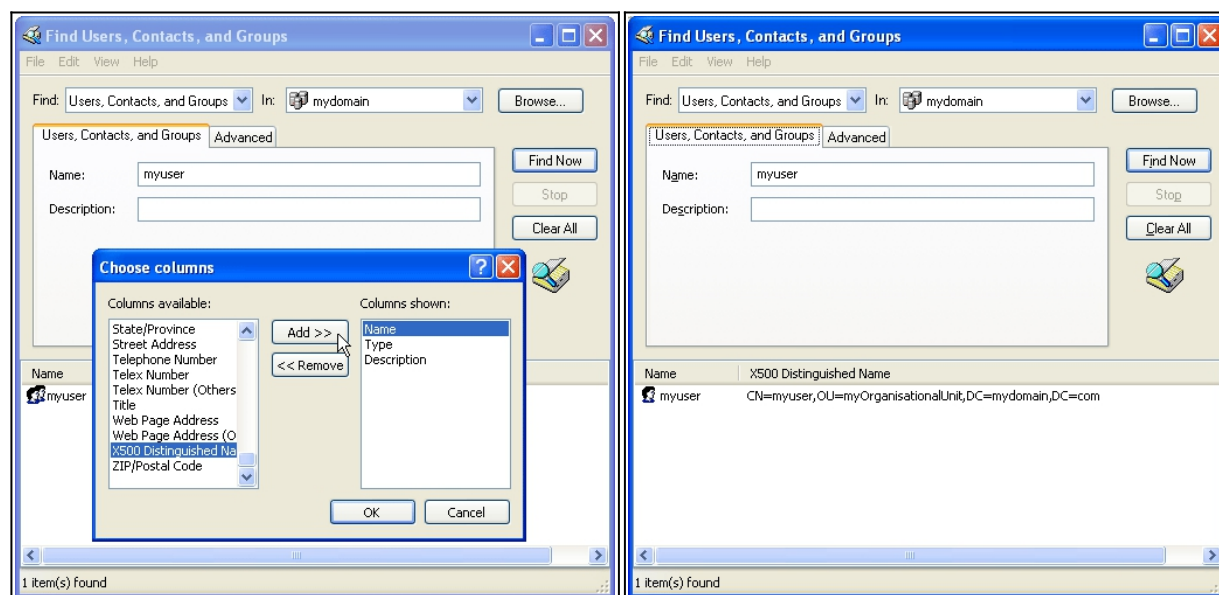 Find Users, Contacts, and Groups
File Edit View Help
Find: Users, Contacts, and Groups In: mydomain Browse...
Users, Contacts, and Groups Advanced
Find Now
Name: myuser
Stop
Description:
Clear All
Choose columns
Columns available: Columns shown:
State/Province Add >> Name
Street Address Type
Telephone Number << Remove Description
Telex Number
Telex Number (Others
Title
Web Page Address
Web Page Address (O
X500 Distinguished Na
ZIP/Postal Code
OK Cancel
Name
myuser
1 item(s) found
Find Users, Contacts, and Groups
File Edit View Help
Find: Users, Contacts, and Groups In: mydomain Browse...
Users, Contacts, and Groups Advanced
Find Now
Name: myuser
Stop
Description:
Clear All
Name X500 Distinguished Name
myuser CN=myuser,OU=myOrganisationalUnit,DC=mydomain,DC=com
1 item(s) found